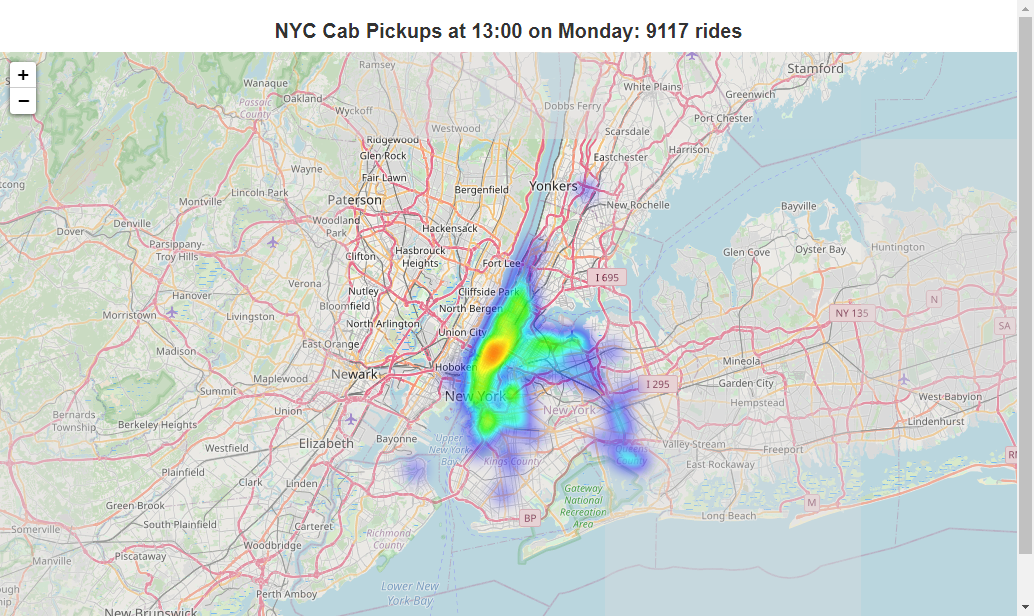 NYC Cab Pickups at 13:00 on Monday: 9117 rides
+
−
Ramsey
Stamford
Wanaque
White Plains
Greenwich
Oakland
Passaic
County
Wyckoff
Dobbs Ferry
Port Chester
Westwood
Scarsdale
Ridgewood
Harrison
Glen Rock
Eastchester
Wayne
Fair Lawn
Lincoln Park
Bergenfield
Yonkers
Montville
Paterson
New Rochelle
Bayville
Denville
Woodland
Park
Dover
Hackensack
Parsippany-
Troy Hills
Clifton
Hasbrouck
Heights
Glen Cove
Oyster Bay
Huntington
Fort Lee
I 695
Verona
Nutley
Cliffside Park
Hanover
Bloomfield
North Bergen
N
Morristown
Livingston
North Arlington
NY 135
SA
Union City
East Orange
Madison
Mineola
Hoboken
Newark
Maplewood
I 295
Garden City
Summit
New York
West Babylon
Hempstead
Union
New York
Bernards
Township
Berkeley Heights
Lindenhurst
Bayonne
Elizabeth
Upper
New York
Bay
Valley Stream
Freeport
Westfield
Kings County
East Rockaway
Plainfield
Clark
Linden
Gateway
National
Recreation
Area
Green Brook
M
South Plainfield
BP
Long Beach
Carteret
Somerville
Richmond
County
Woodbridge
Piscataway
Manville
Lower New
York Bay
Perth Amboy
New Brunswick